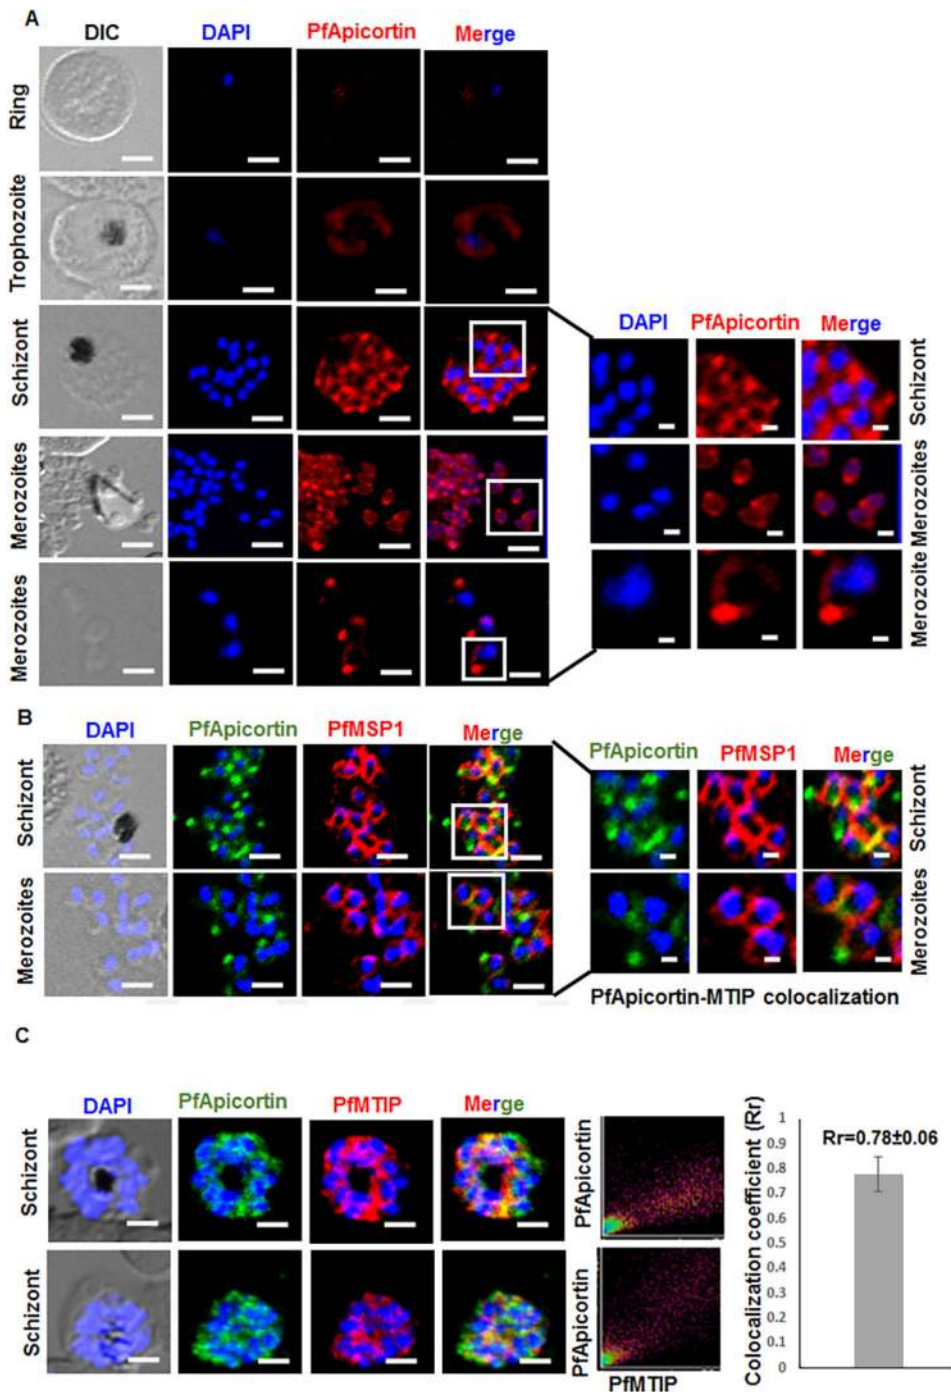 A
DIC DAPI PfApicortin Merge
Ring
Trophozoite
Schizont
Merozoites
Merozoites
DAPI PfApicortin Merge
Schizont
Merozoites
Merozoite
B
DAPI PfApicortin PfMSP1 Merge
Schizont
Merozoites
PfApicortin PfMSP1 Merge
Schizont
Merozoites
PfApicortin-MTIP colocalization
C
DAPI PfApicortin PfMTIP Merge
Schizont
Schizont
PfApicortin
PfApicortin
PfMTIP
Colocalization coefficient (Rr)
Rr=0.78±0.06
1
0.9
0.8
0.7
0.6
0.5
0.4
0.3
0.2
0.1
0